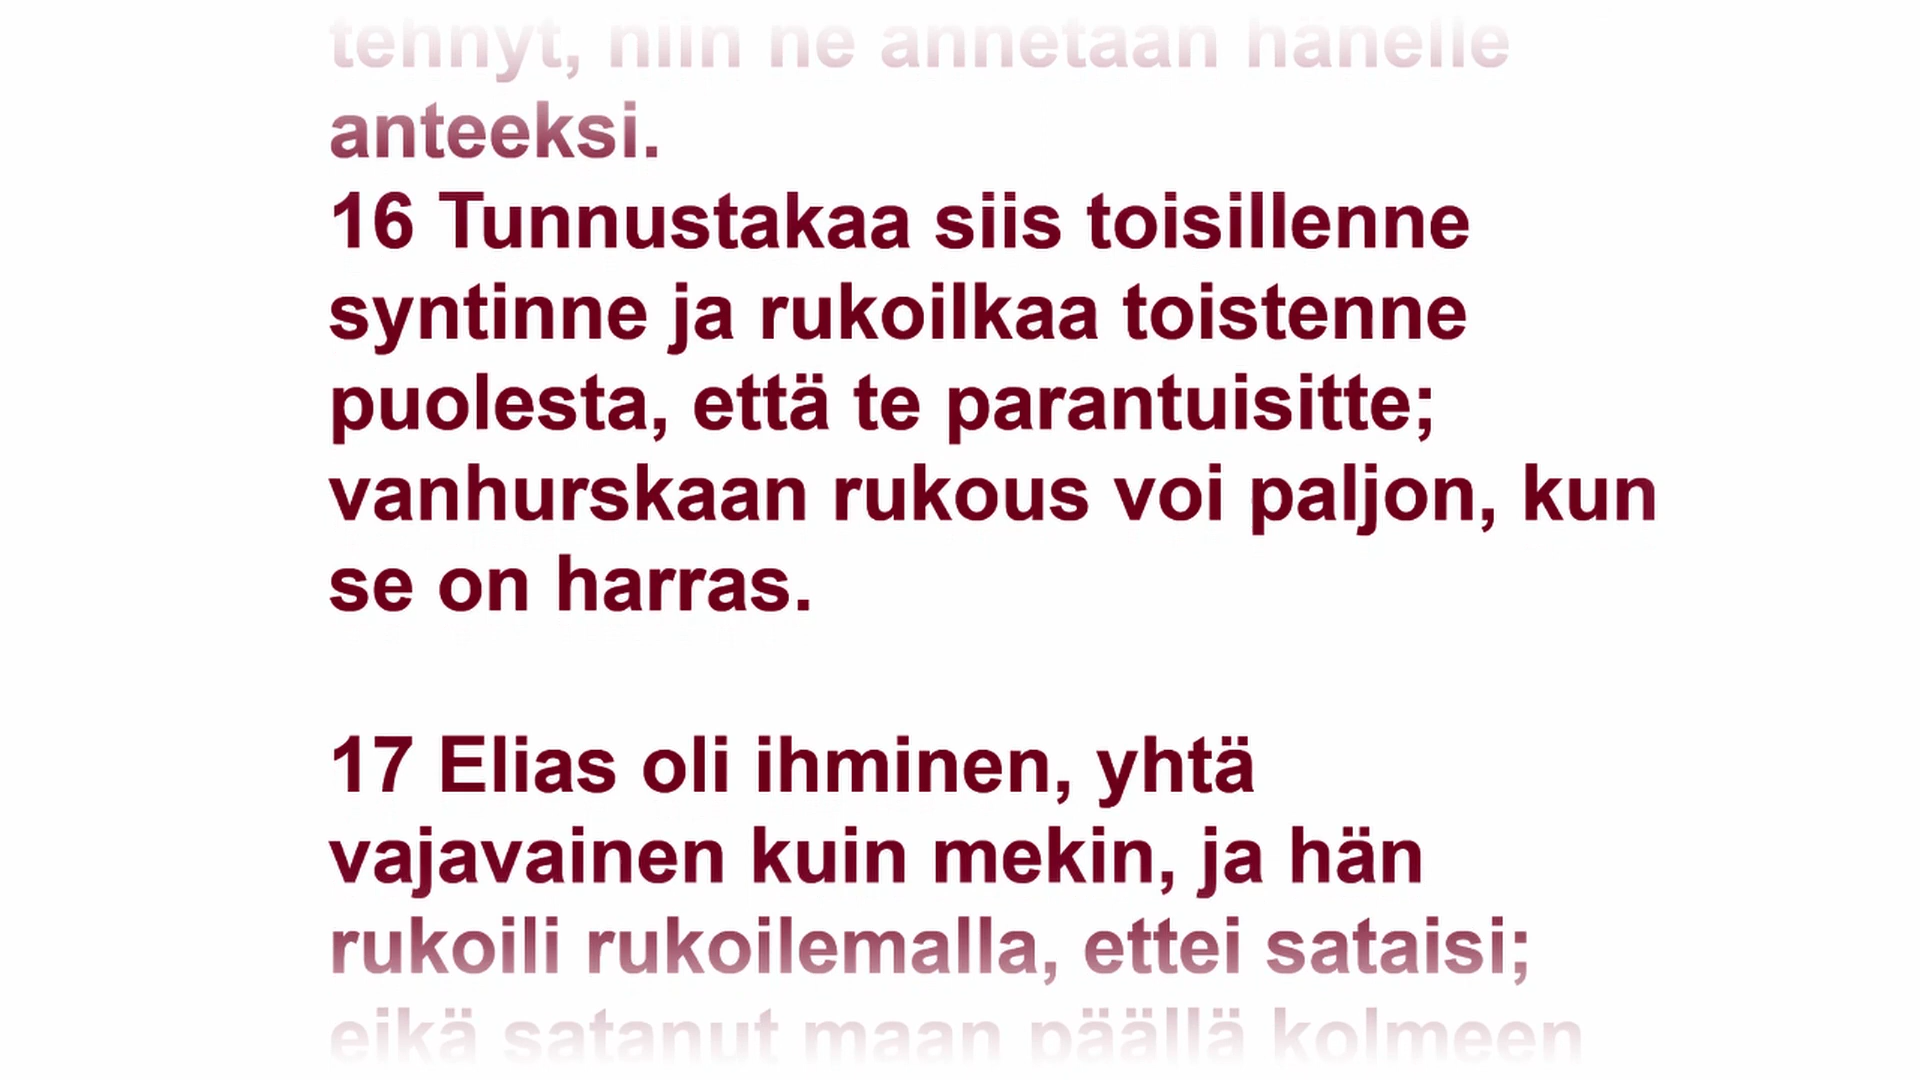 tehnyt, niin ne annetaan hänelle
anteeksi.
16 Tunnustakaa siis toisillenne
syntinne ja rukoilkaa toistenne
puolesta, että te parantuisitte;
vanhurskaan rukous voi paljon, kun
se on harras.
17 Elias oli ihminen, yhtä
vajavainen kuin mekin, ja hän
rukoili rukoilemalla, ettei sataisi;
eikä satanut maan päällä kolmeen